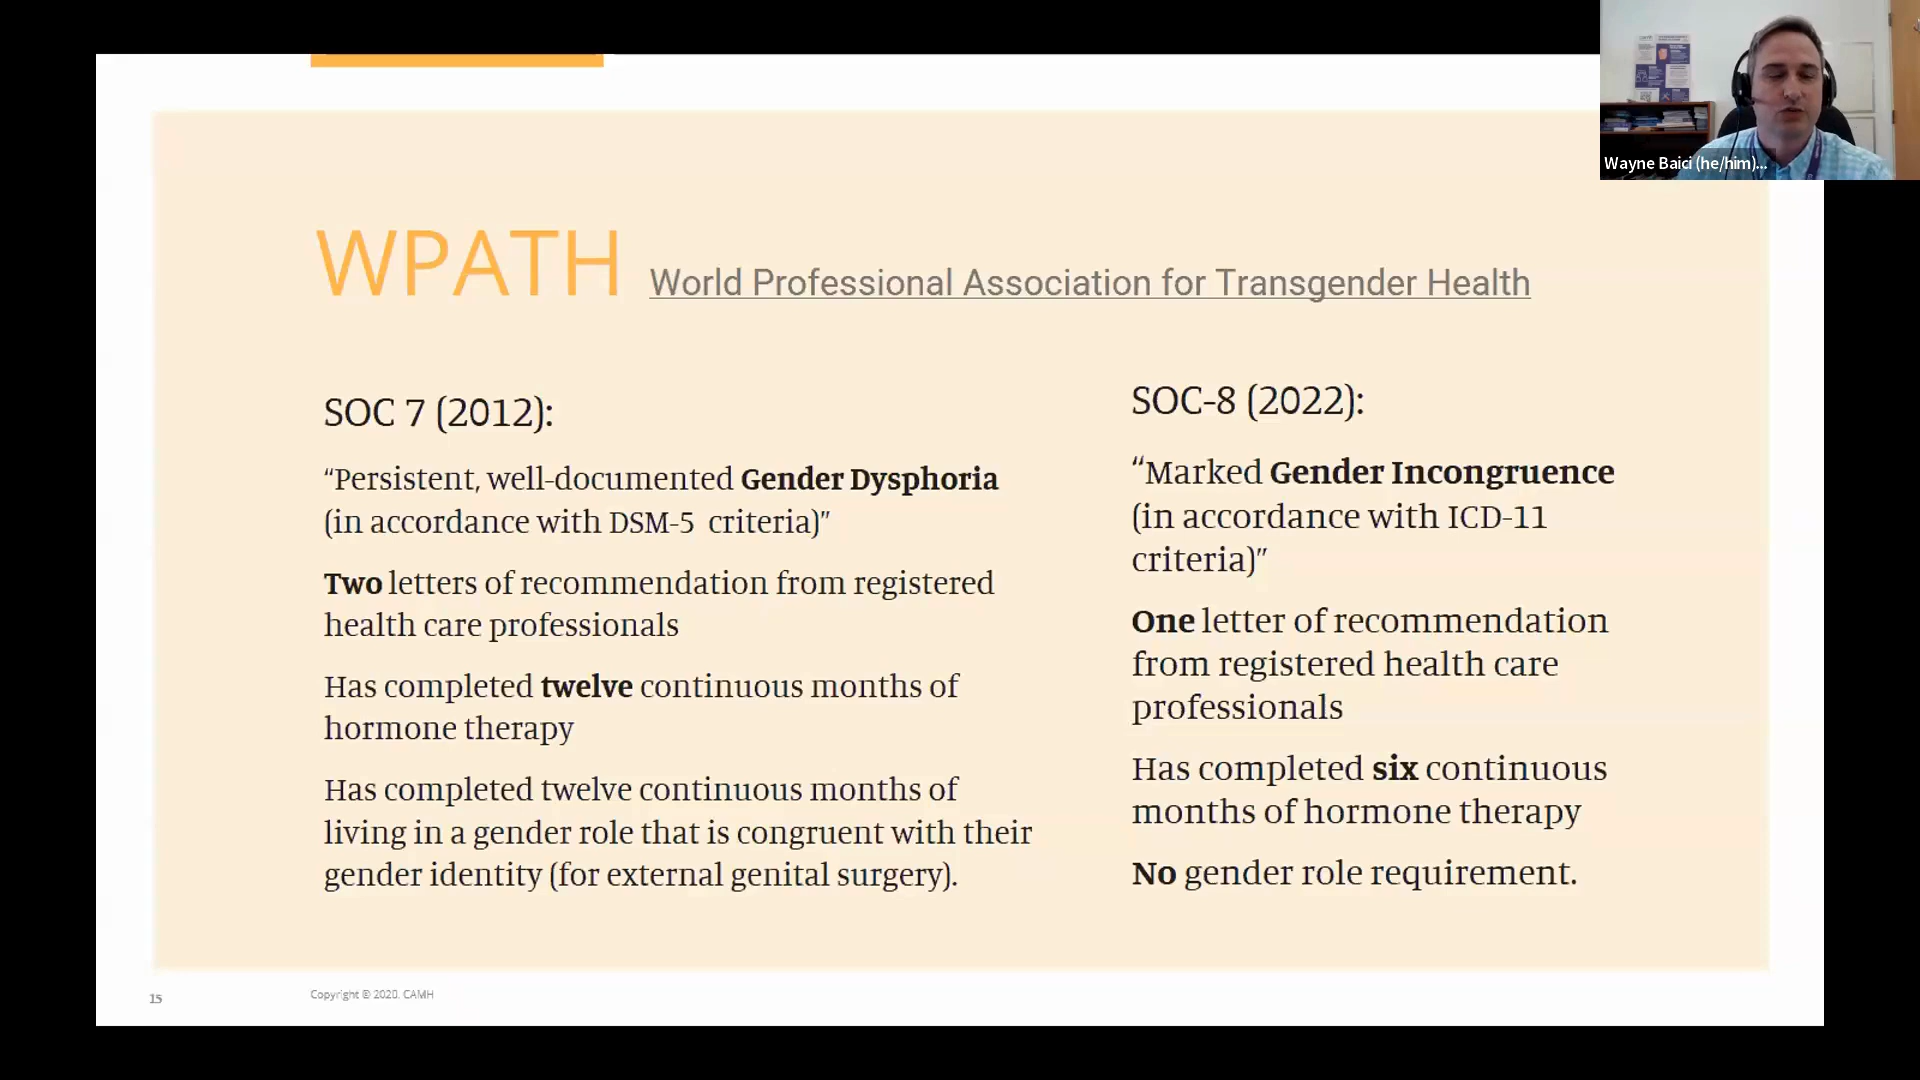 Wayne Baici (he/him)...
WPATH World Professional Association for Transgender Health
SOC 7 (2012):
“Persistent, well-documented Gender Dysphoria
(in accordance with DSM-5 criteria)”
Two letters of recommendation from registered
health care professionals
Has completed twelve continuous months of
hormone therapy
Has completed twelve continuous months of
living in a gender role that is congruent with their
gender identity (for external genital surgery).
SOC-8 (2022):
“Marked Gender Incongruence
(in accordance with ICD-11
criteria)”
One letter of recommendation
from registered health care
professionals
Has completed six continuous
months of hormone therapy
No gender role requirement.
15
Copyright © 2020. CAMH